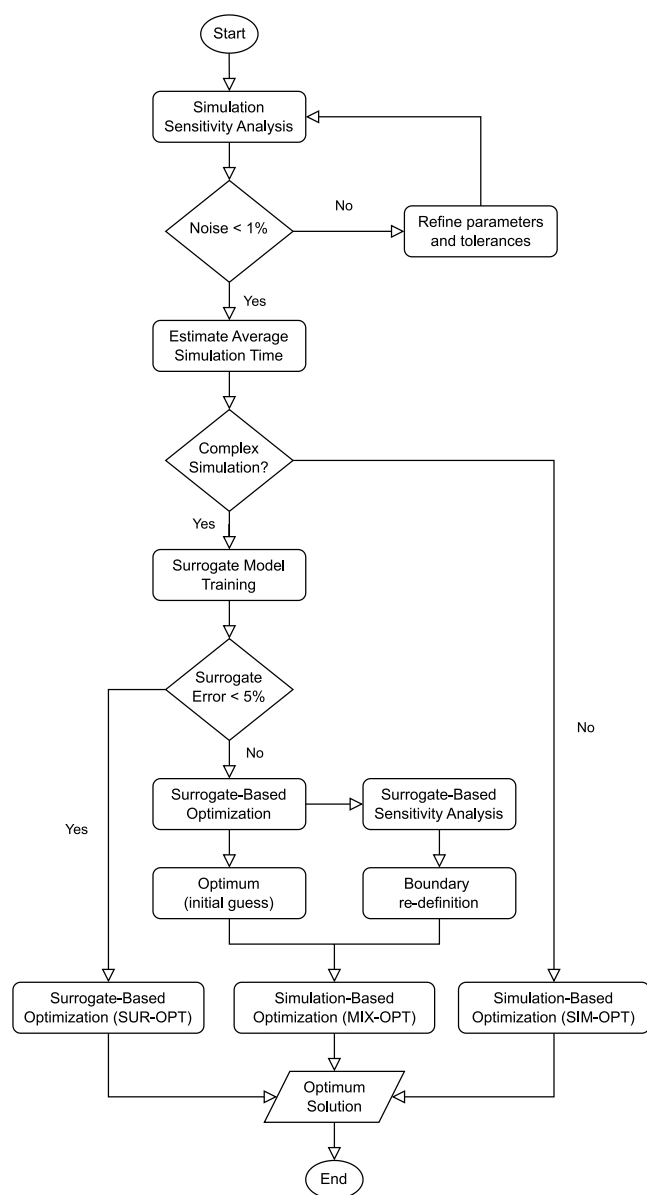 Start
Simulation
Sensitivity Analysis
Noise < 1%
No
Refine parameters
and tolerances
Yes
Estimate Average
Simulation Time
Complex
Simulation?
Yes
Surrogate Model
Training
Surrogate
Error < 5%
No
No
Surrogate-Based
Optimization
Surrogate-Based
Sensitivity Analysis
Yes
Optimum
(initial guess)
Boundary
re-definition
Surrogate-Based
Optimization (SUR-OPT)
Simulation-Based
Optimization (MIX-OPT)
Simulation-Based
Optimization (SIM-OPT)
Optimum
Solution
End